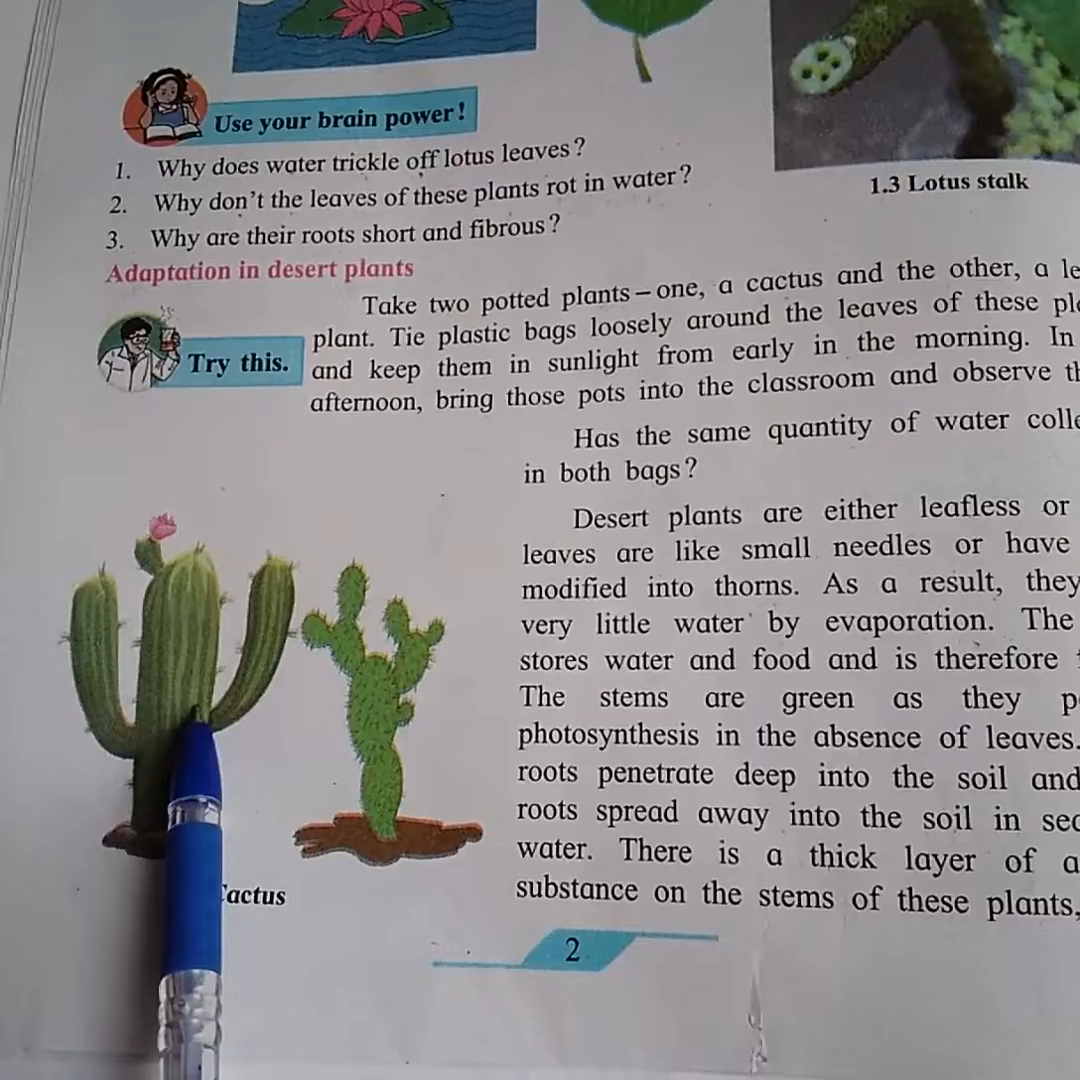 Use your brain power!
1. Why does water trickle off lotus leaves?
2. Why don't the leaves of these plants rot in water?
3. Why are their roots short and fibrous?
1.3 Lotus stalk
Adaptation in desert plants
Take two potted plants – one, a cactus and the other, a
plant. Tie plastic bags loosely around the leaves of these
Try this.
and keep them in sunlight from early in the morning. In
afternoon, bring those pots into the classroom and observe
Has the same quantity of water
in both bags?
Desert plants are either leafless or
leaves are like small needles or have
modified into thorns. As a result, they
very little water by evaporation. The
stores water and food and is therefore
The stems are green as they
photosynthesis in the absence of leaves.
roots penetrate deep into the soil and
roots spread away into the soil in
water. There is a thick layer of
substance on the stems of these plants,
actus
2